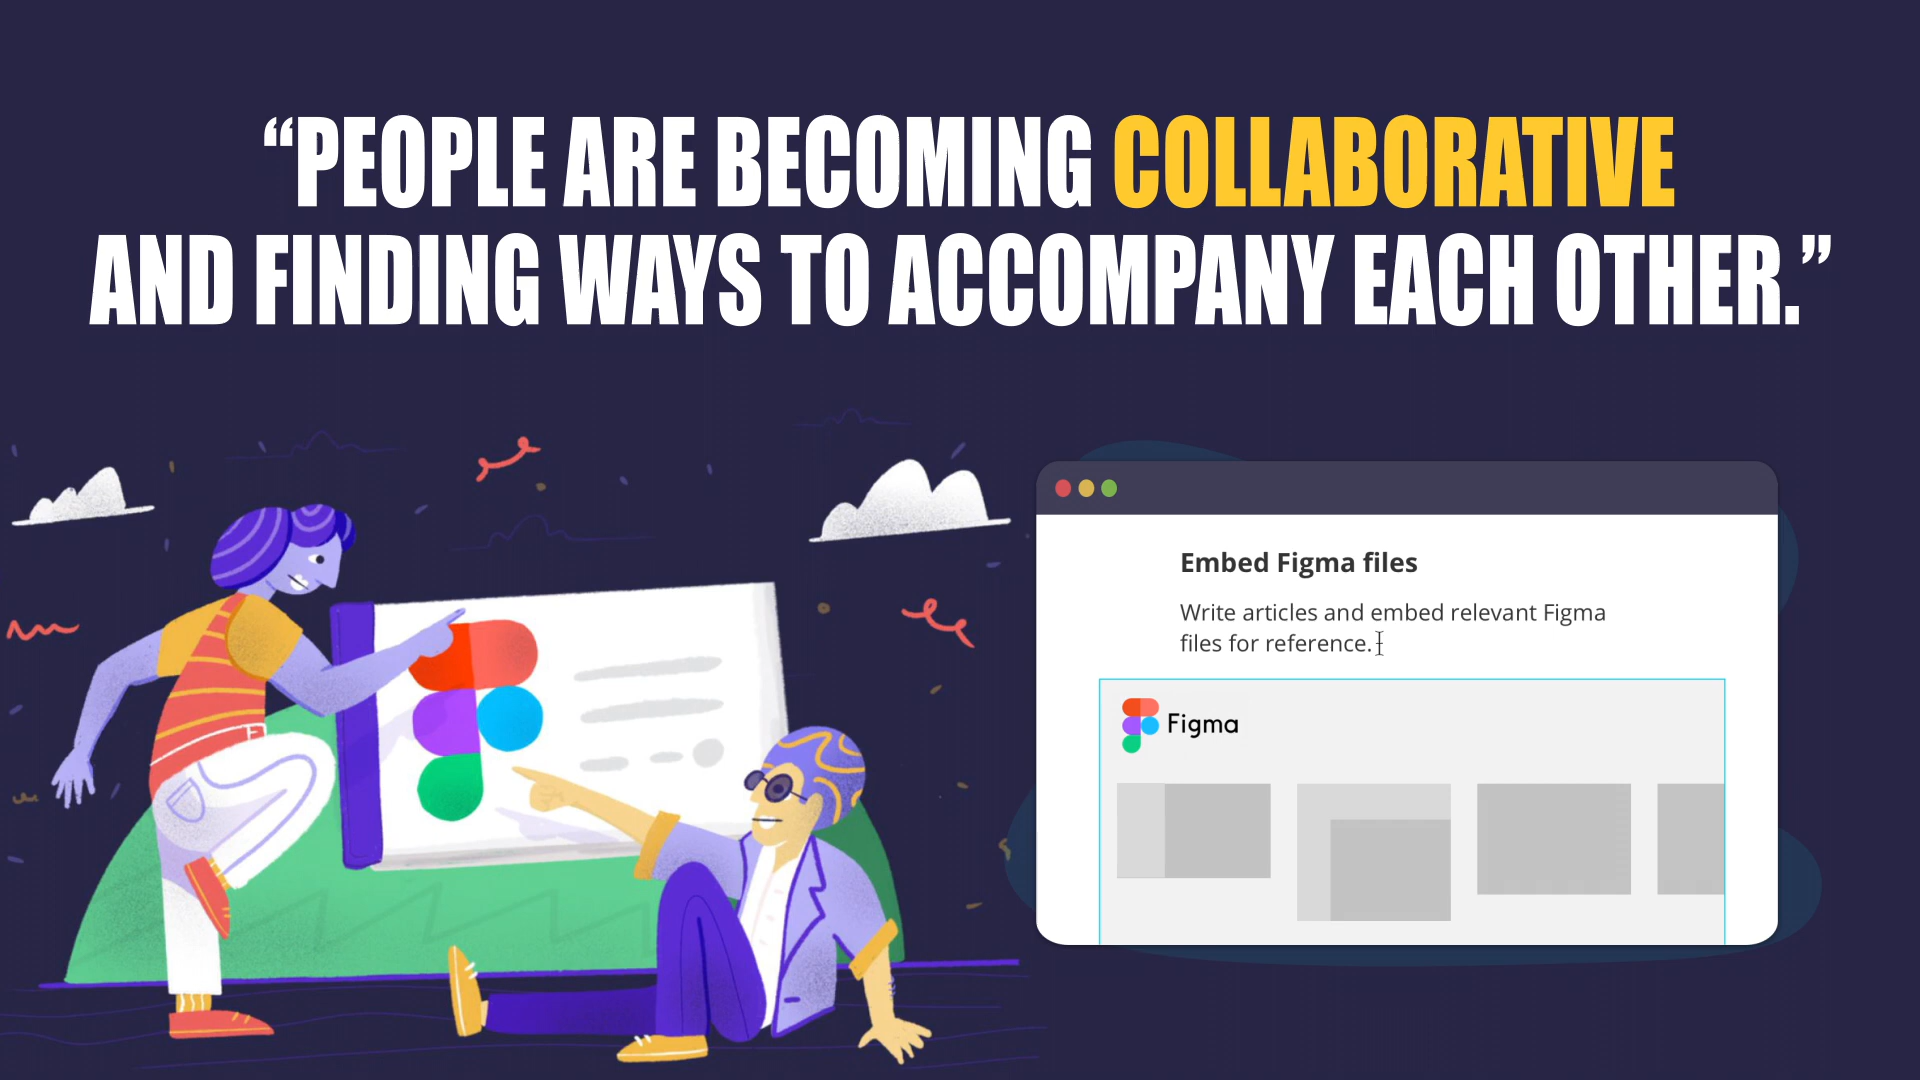 “PEOPLE ARE BECOMING COLLABORATIVE
AND FINDING WAYS TO ACCOMPANY EACH OTHER.”
Embed Figma files
Write articles and embed relevant Figma
files for reference.
Figma